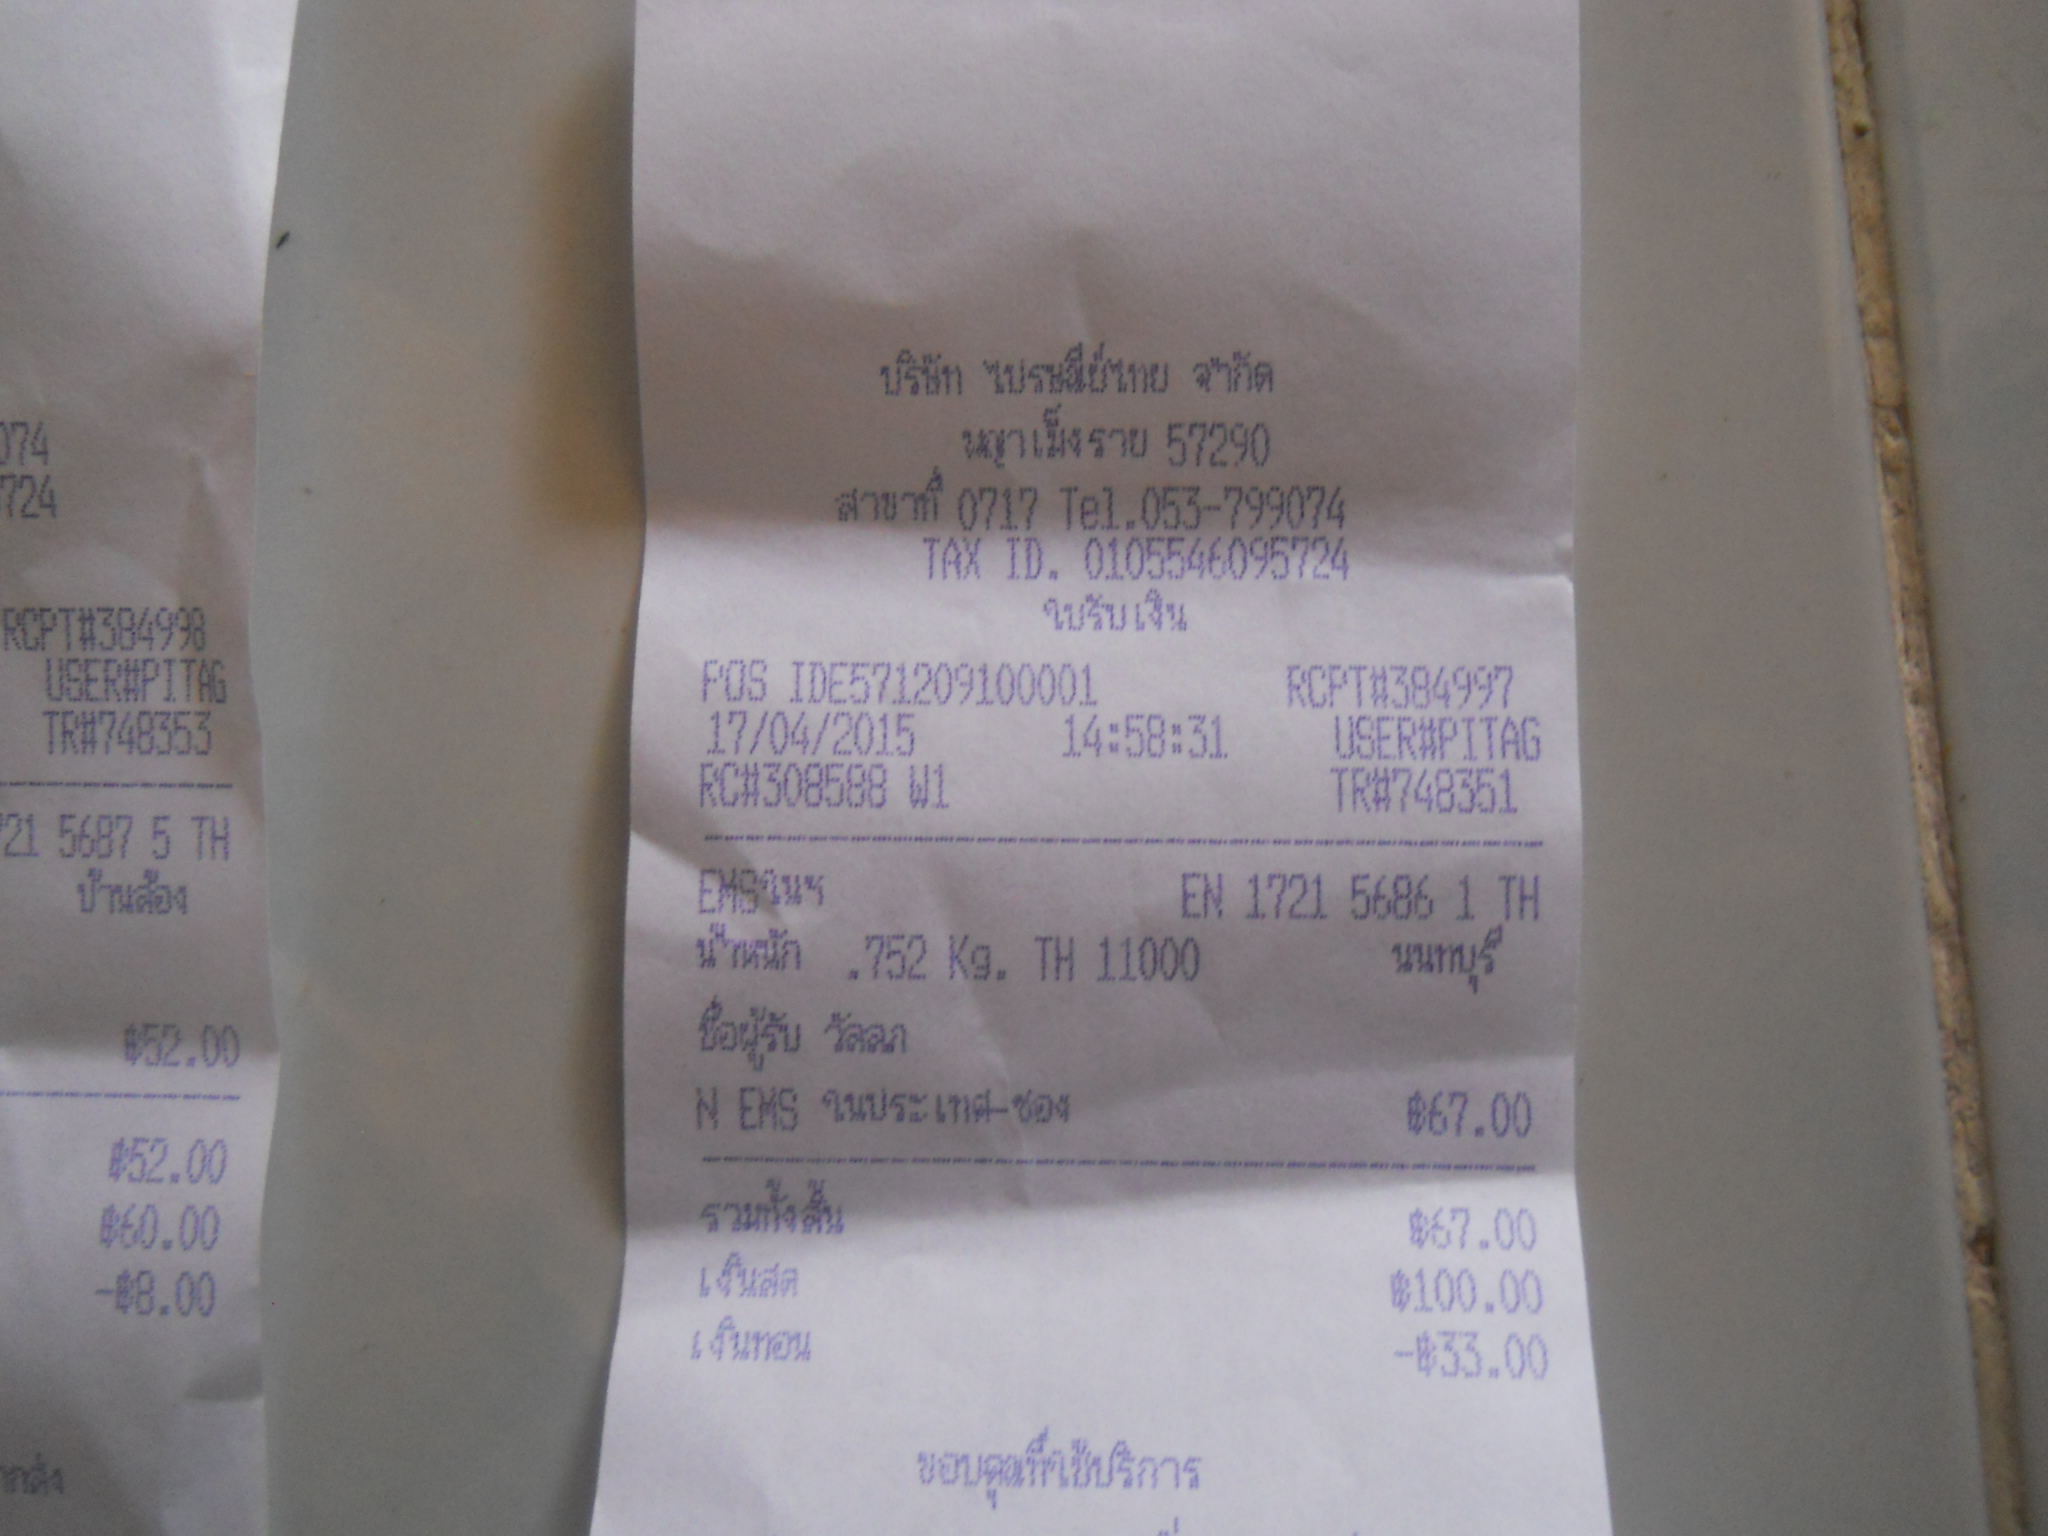 074
724
RCPT#384998
USER#PITAG
TR#748353
721 5687 5 TH
บ้านส้อง
฿52.00
฿52.00
฿60.00
-฿8.00
บริษัท ไปรษณีย์ไทย จำกัด
พญาเม็งราย 57290
สาขาที่ 0717 Tel.053-799074
TAX ID. 0105546095724
ใบรับเงิน
POS IDE571209100001 RCPT#384997
17/04/2015 14:58:31 USER#PITAG
RC#308588 W1 TR#748351
EMSในฯ EN 1721 5686 1 TH
น้ำหนัก .752 Kg. TH 11000 นนทบุรี
ชื่อผู้รับ วัลลภ
N EMS ในประเทศ-ซอง ฿67.00
รวมทั้งสิ้น ฿67.00
เงินสด ฿100.00
เงินทอน -฿33.00
ขอบคุณที่ใช้บริการ